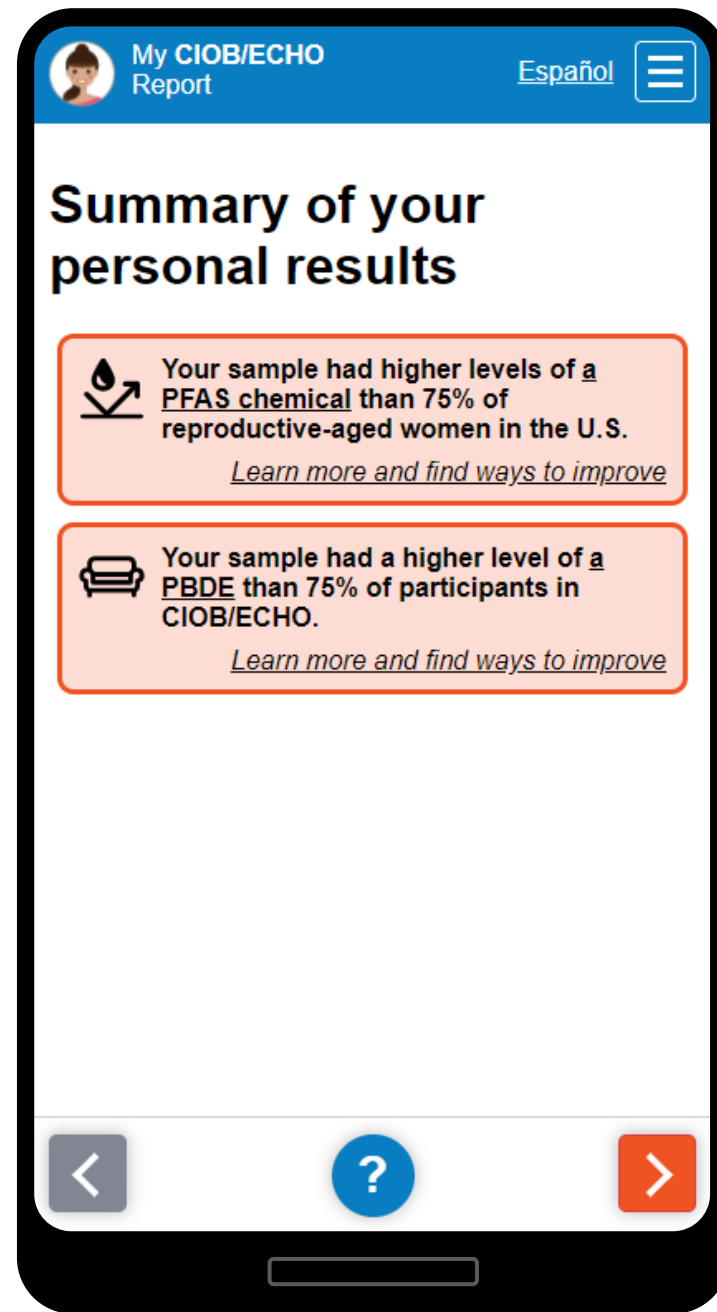 My CIOB/ECHO
Report
Español
Summary of your
personal results
Your sample had higher levels of a
PFAS chemical than 75% of
reproductive-aged women in the U.S.
Learn more and find ways to improve
Your sample had a higher level of a
PBDE than 75% of participants in
CIOB/ECHO.
Learn more and find ways to improve
?